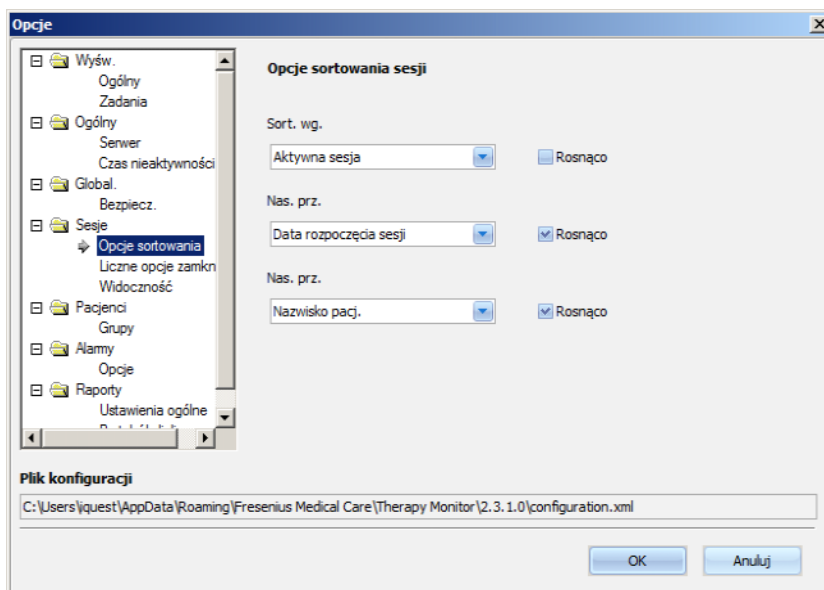 Opcje
Wyśw.
Ogólny
Zadania
Ogólny
Serwer
Czas nieaktywności
Global.
Bezpiecz.
Sesje
Opcje sortowania
Liczne opcje zamkn
Widoczność
Pacjenci
Grupy
Alarmy
Opcje
Raporty
Ustawienia ogólne
Opcje sortowania sesji
Sort. wg.
Aktywna sesja
Rosnąco
Nas. prz.
Data rozpoczęcia sesji
Rosnąco
Nas. prz.
Nazwisko pacj.
Rosnąco
Plik konfiguracji
C:\Users\iquest\AppData\Roaming\Fresenius Medical Care\Therapy Monitor\2.3.1.0\configuration.xml
OK
Anuluj